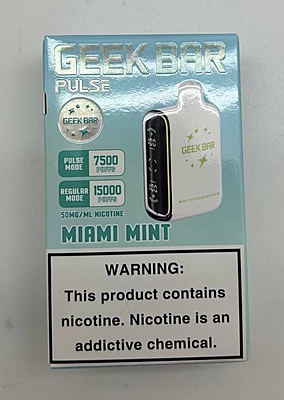 GEEK BAR
PULSE
GEEK BAR
GEEK BAR
PULSE MODE 7500 PUFFS
REGULAR MODE 15000 PUFFS
50MG/ML NICOTINE
MIAMI MINT
WARNING:
This product contains
nicotine. Nicotine is an
addictive chemical.